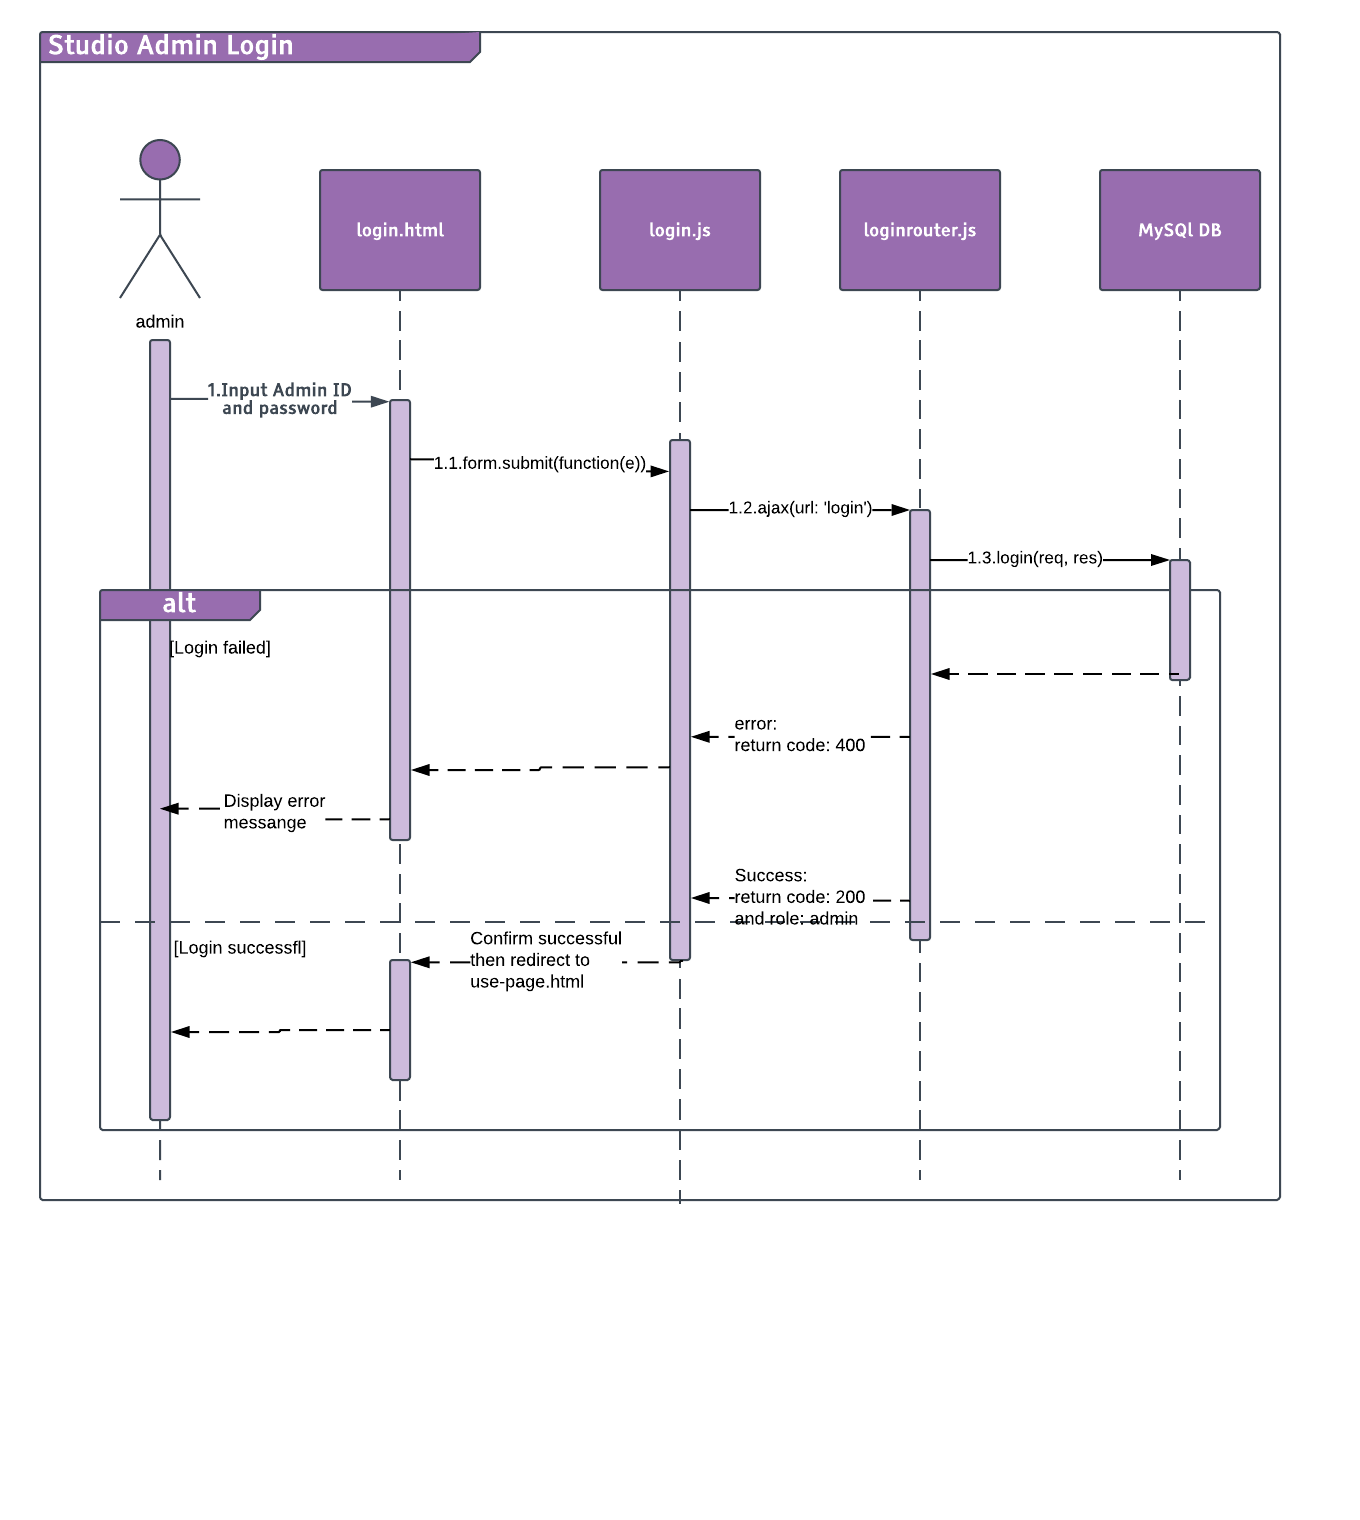 Studio Admin Login
login.html
login.js
loginrouter.js
MySQl DB
admin
1.Input Admin ID
and password
1.1.form.submit(function(e))
1.2.ajax(url: 'login')
1.3.login(req, res)
alt
[Login failed]
error:
return code: 400
Display error
messange
Success:
return code: 200
and role: admin
[Login successfl]
Confirm successful
then redirect to
use-page.html